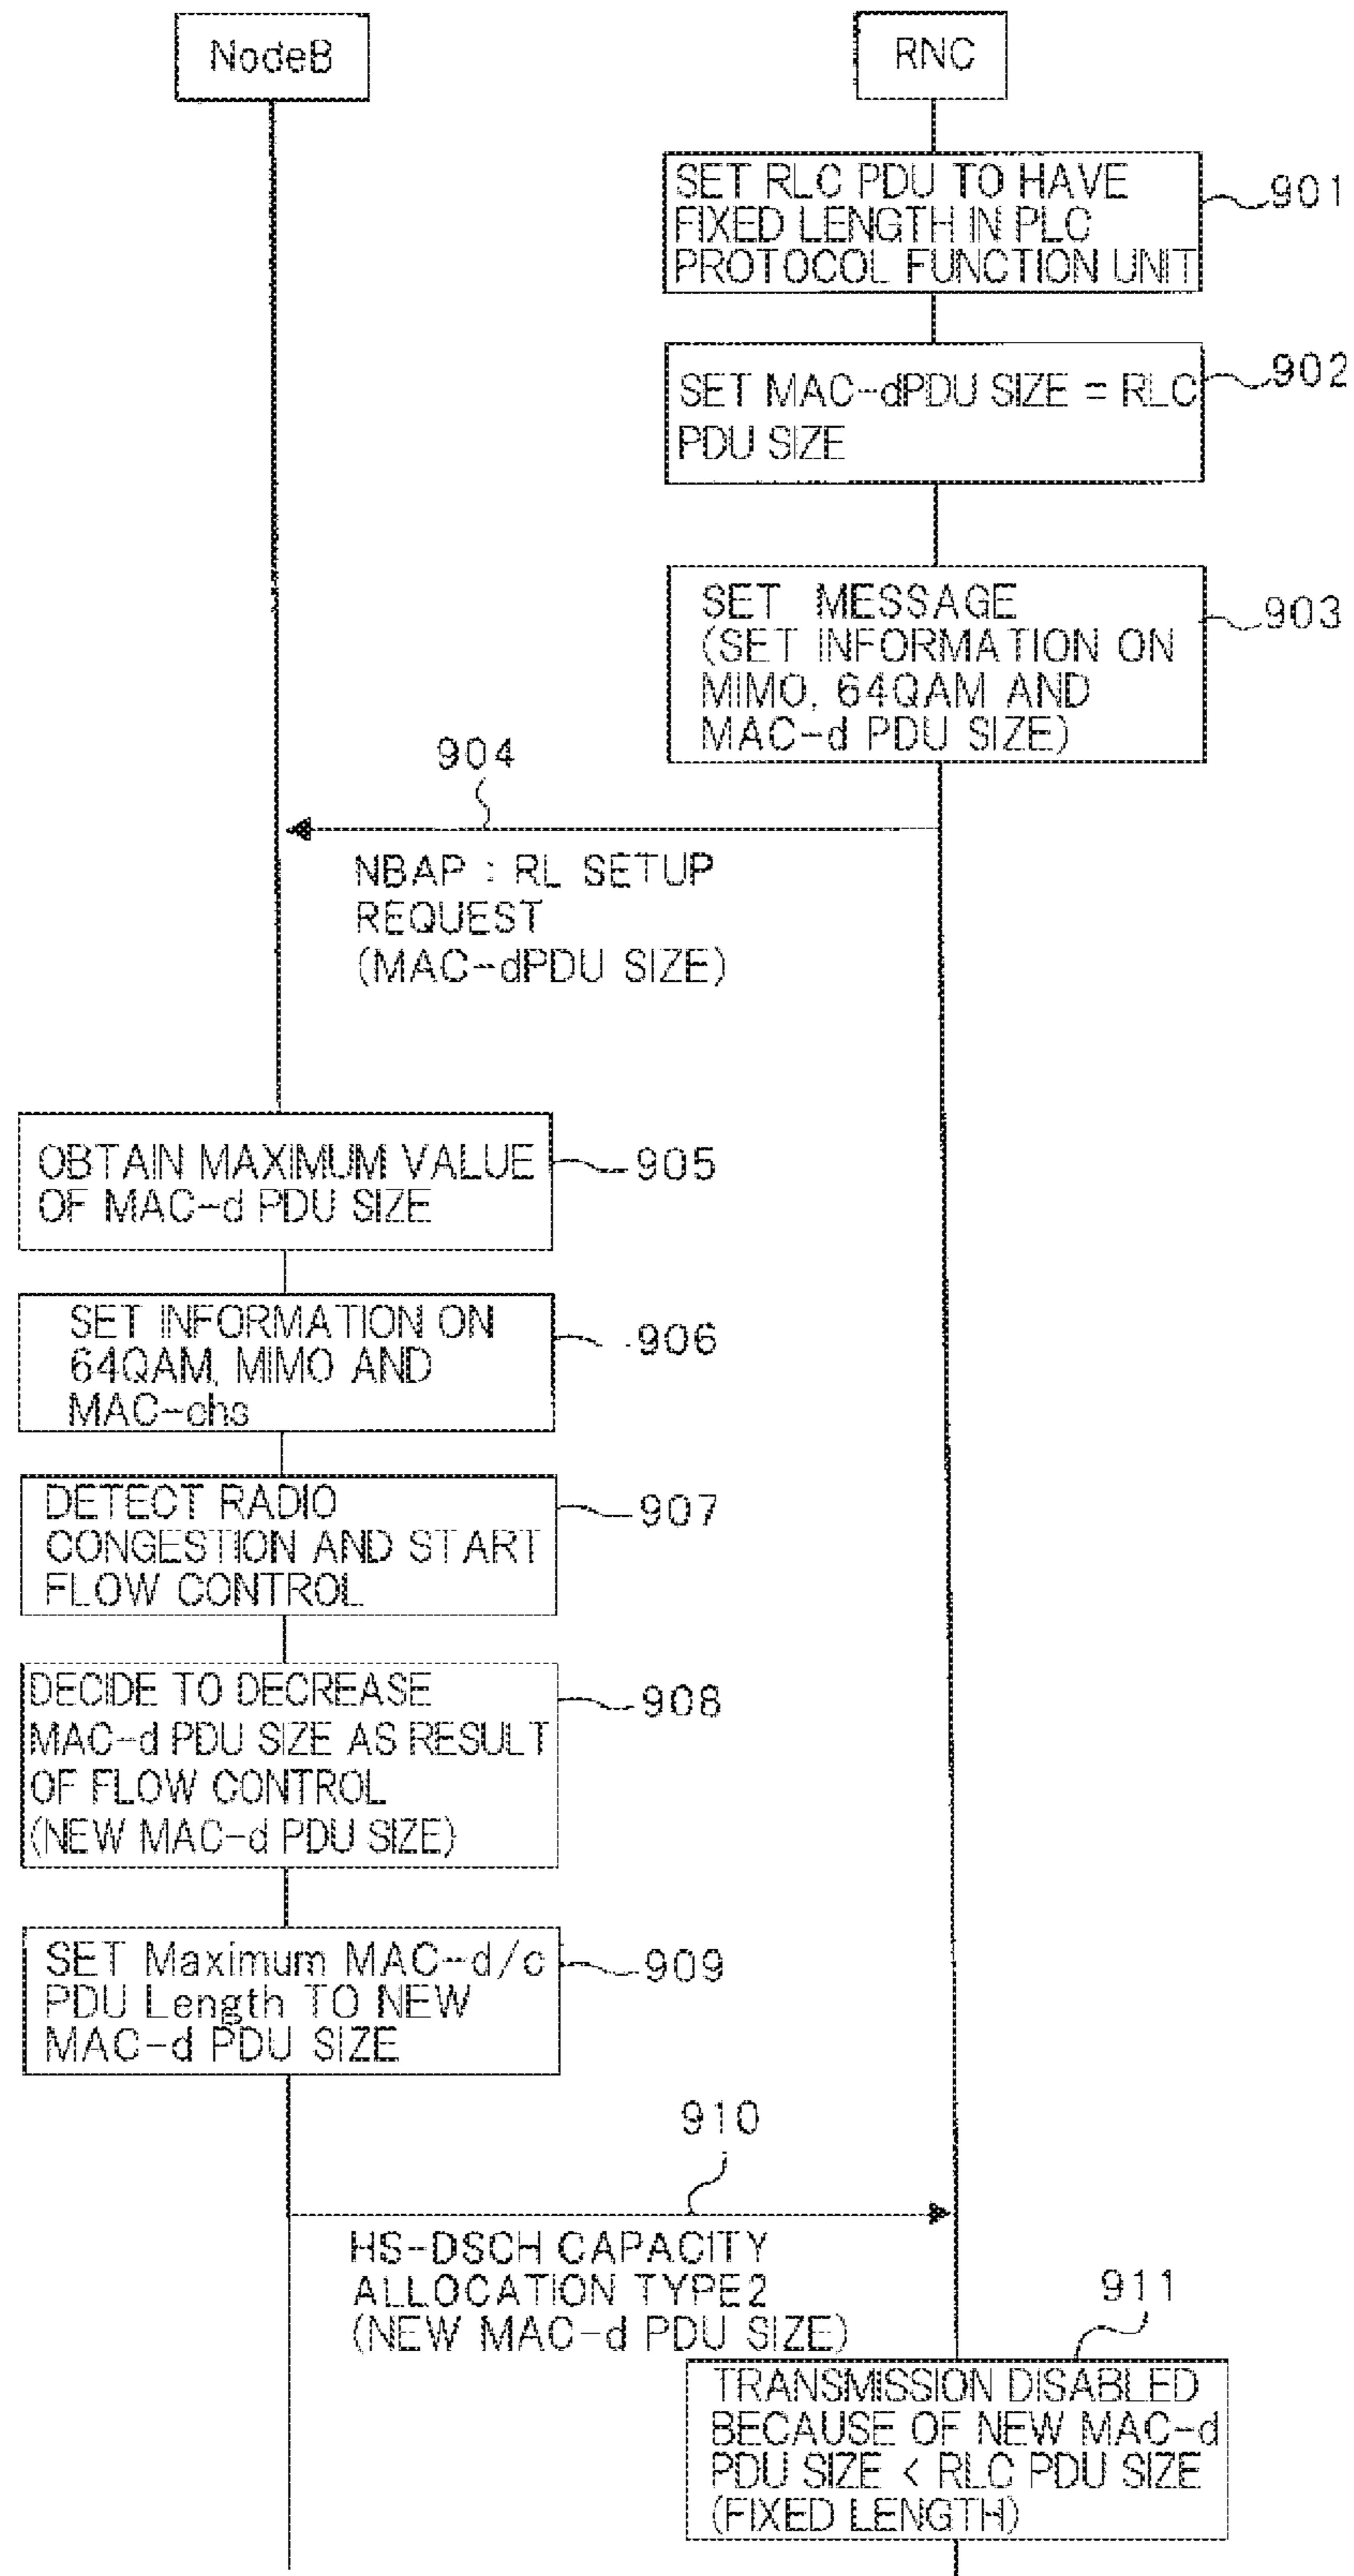 NodeB
RNC
SET RLC PDU TO HAVE
FIXED LENGTH IN PLC
PROTOCOL FUNCTION UNIT
901
SET MAC-dPDU SIZE = RLC
PDU SIZE
902
SET MESSAGE
(SET INFORMATION ON
MIMO, 64QAM AND
MAC-d PDU SIZE)
903
904
NBAP : RL SETUP
REQUEST
(MAC-dPDU SIZE)
OBTAIN MAXIMUM VALUE
OF MAC-d PDU SIZE
905
SET INFORMATION ON
64QAM, MIMO AND
MAC-ehs
906
DETECT RADIO
CONGESTION AND START
FLOW CONTROL
907
DECIDE TO DECREASE
MAC-d PDU SIZE AS RESULT
OF FLOW CONTROL
(NEW MAC-d PDU SIZE)
908
SET Maximum MAC-d/c
PDU Length TO NEW
MAC-d PDU SIZE
909
910
HS-DSCH CAPACITY
ALLOCATION TYPE2
(NEW MAC-d PDU SIZE)
911
TRANSMISSION DISABLED
BECAUSE OF NEW MAC-d
PDU SIZE < RLC PDU SIZE
(FIXED LENGTH)